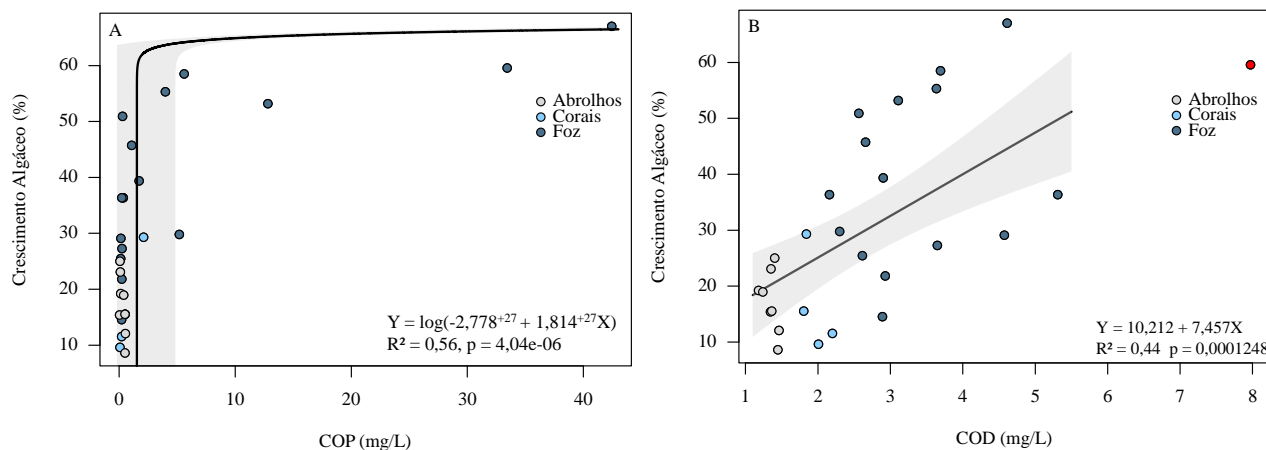 A
Crescimento Algáceo (%)
60
50
40
30
20
10
Abrolhos
Corais
Foz
Y = log(-2,778+27 + 1,814+27X)
R² = 0,56, p = 4,04e-06
0
10
20
30
40
COP (mg/L)
B
Crescimento Algáceo (%)
60
50
40
30
20
10
Abrolhos
Corais
Foz
Y = 10,212 + 7,457X
R² = 0,44 p = 0,0001248
1
2
3
4
5
6
7
8
COD (mg/L)